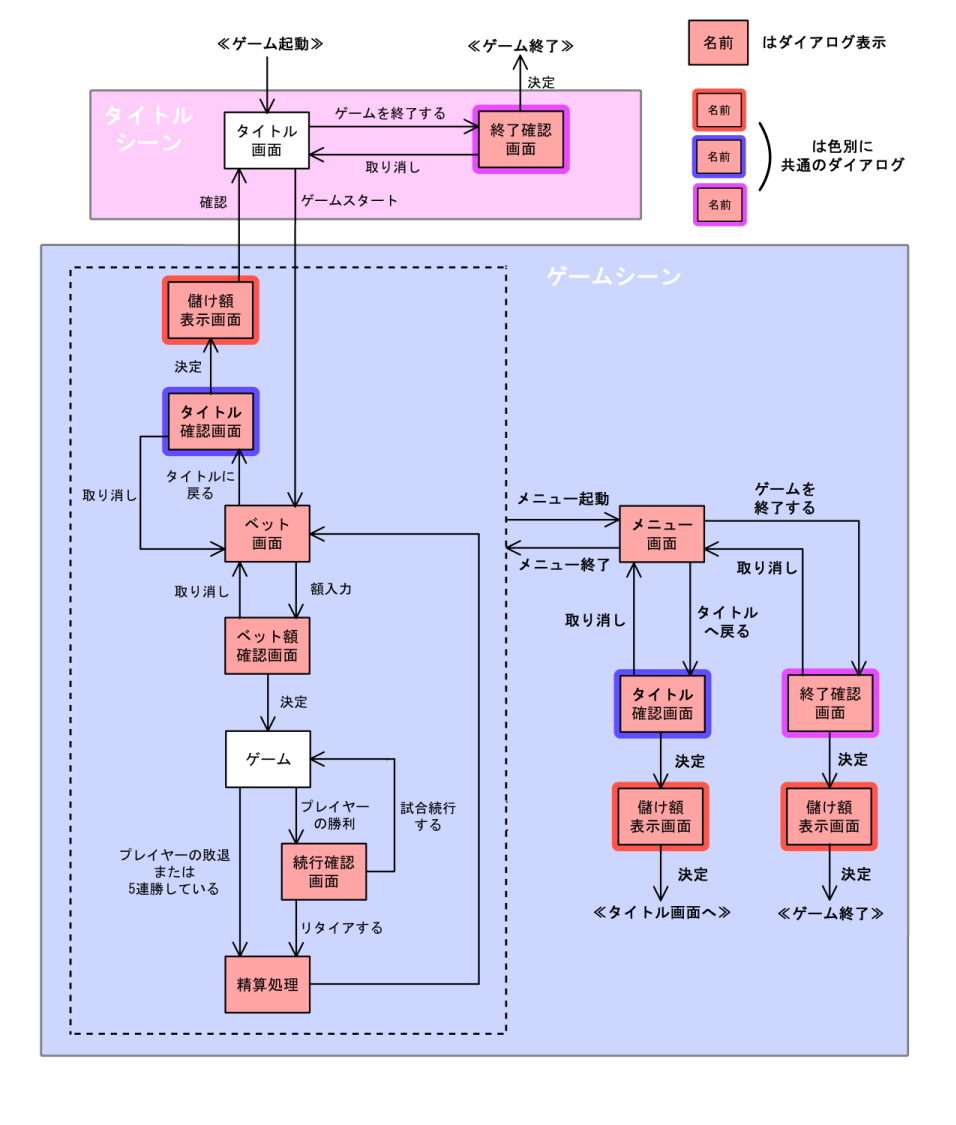 ≪ゲーム起動≫
≪ゲーム終了≫
決定
名前
はダイアログ表示
名前
名前
名前
は色別に
共通のダイアログ
タイトル
シーン
タイトル
画面
ゲームを終了する
取り消し
終了確認
画面
確認
ゲームスタート
ゲームシーン
儲け額
表示画面
決定
タイトル
確認画面
取り消し
タイトルに
戻る
ベット
画面
取り消し
額入力
ベット額
確認画面
決定
ゲーム
プレイヤー
の勝利
試合続行
する
プレイヤーの敗退
または
5連勝している
続行確認
画面
リタイアする
精算処理
メニュー起動
メニュー終了
メニュー
画面
ゲームを
終了する
取り消し
取り消し
タイトル
へ戻る
タイトル
確認画面
終了確認
画面
決定
決定
儲け額
表示画面
儲け額
表示画面
決定
決定
≪タイトル画面へ≫
≪ゲーム終了≫